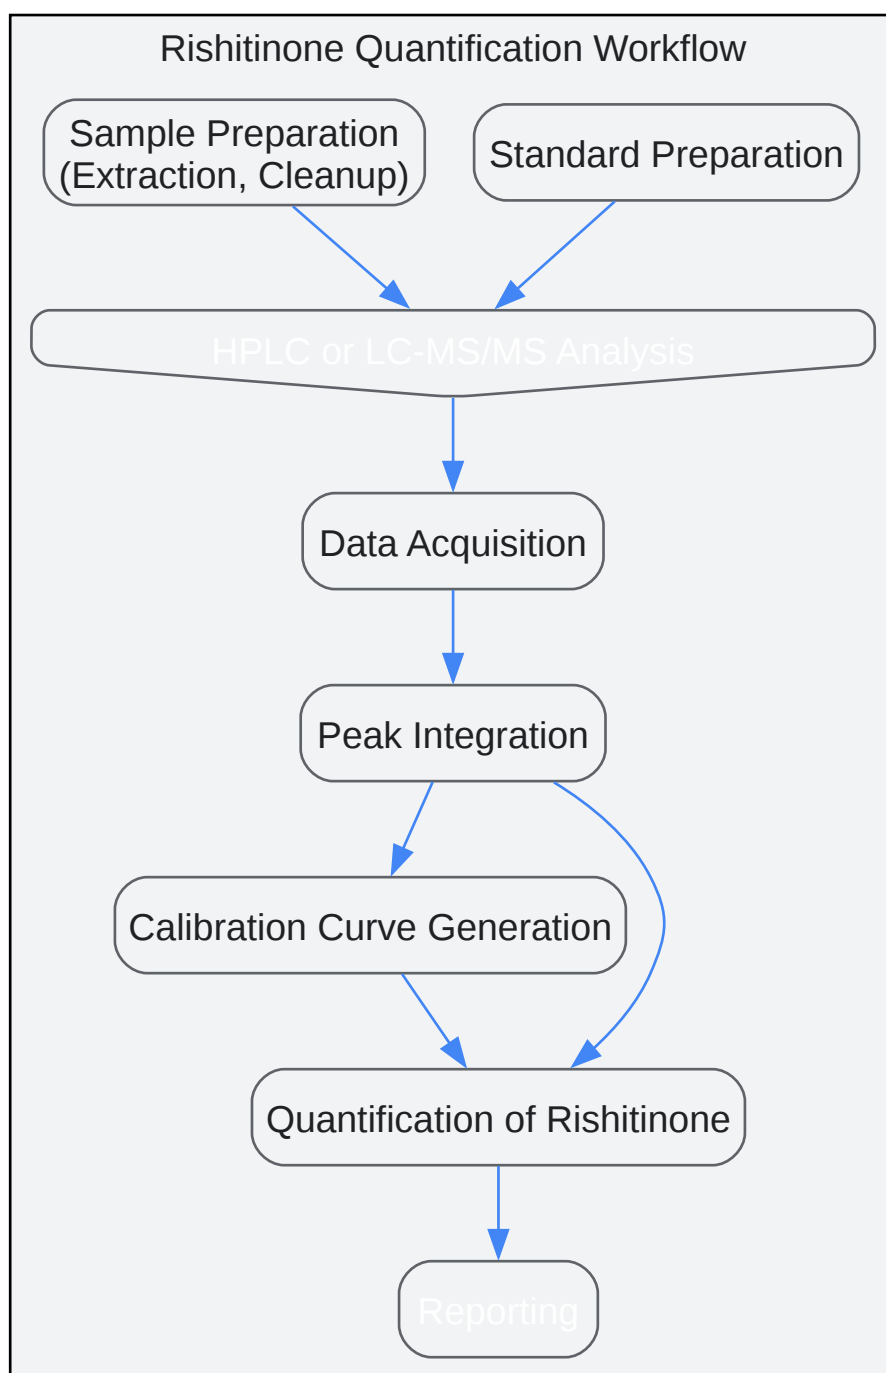 Rishitinone Quantification Workflow
Sample Preparation
(Extraction, Cleanup)
Standard Preparation
HPLC or LC-MS/MS Analysis
Data Acquisition
Peak Integration
Calibration Curve Generation
Quantification of Rishitinone
Reporting